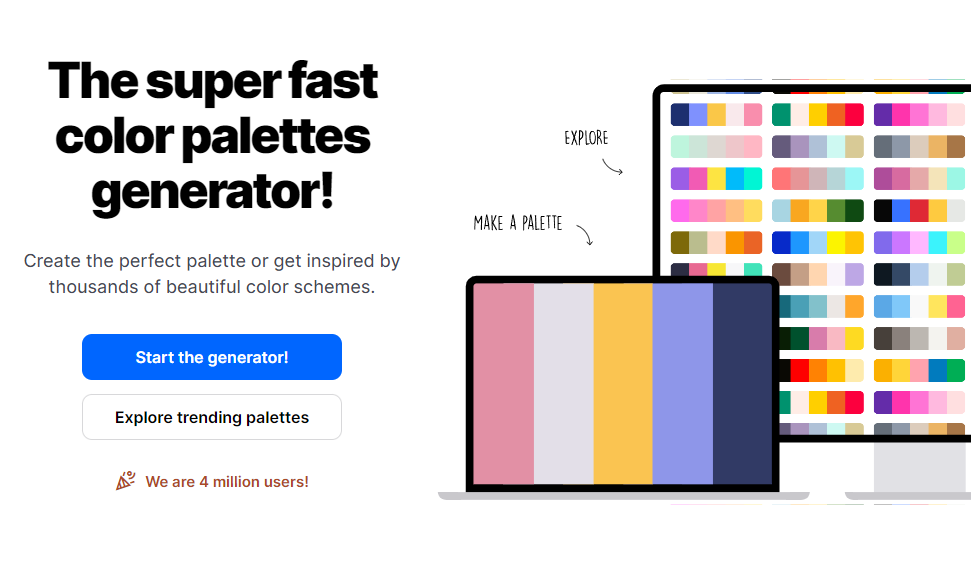 The super fast
color palettes
generator!
Create the perfect palette or get inspired by
thousands of beautiful color schemes.
Start the generator!
Explore trending palettes
We are 4 million users!
EXPLORE
MAKE A PALETTE